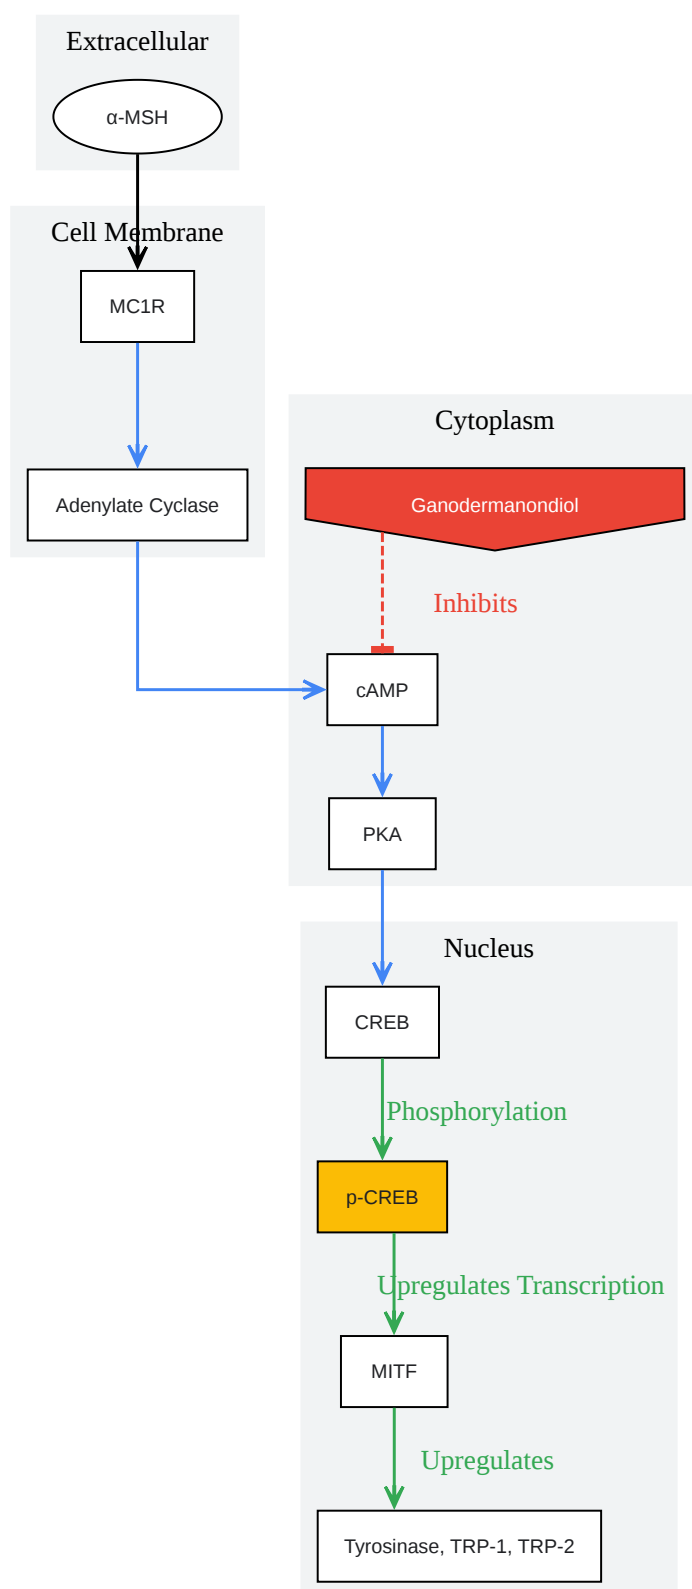 Extracellular
α-MSH
Cell Membrane
MC1R
Adenylate Cyclase
Cytoplasm
Ganodermanondiol
Inhibits
cAMP
PKA
Nucleus
CREB
Phosphorylation
p-CREB
Upregulates Transcription
MITF
Upregulates
Tyrosinase, TRP-1, TRP-2